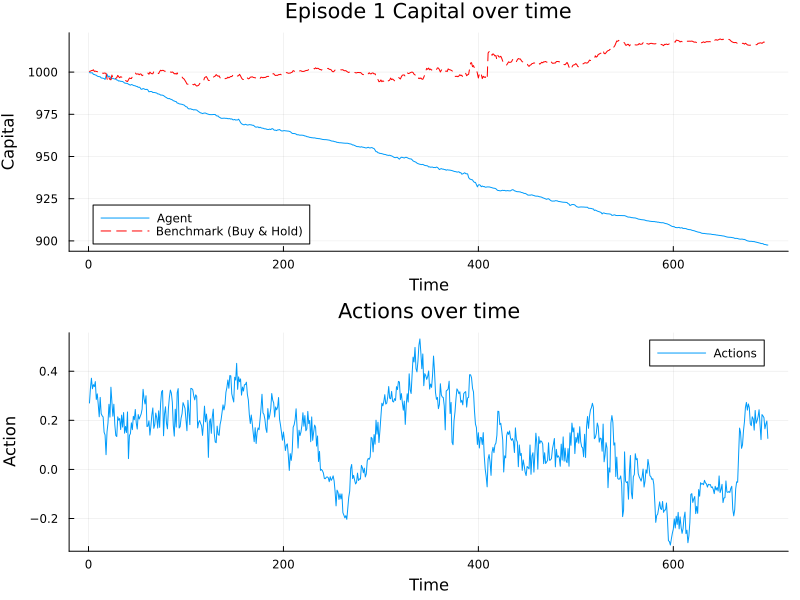 Episode 1 Capital over time
Capital
1000
975
950
925
900
Agent
Benchmark (Buy & Hold)
0 200 400 600
Time
Actions over time
Action
0.4
0.2
0.0
−0.2
Actions
0 200 400 600
Time